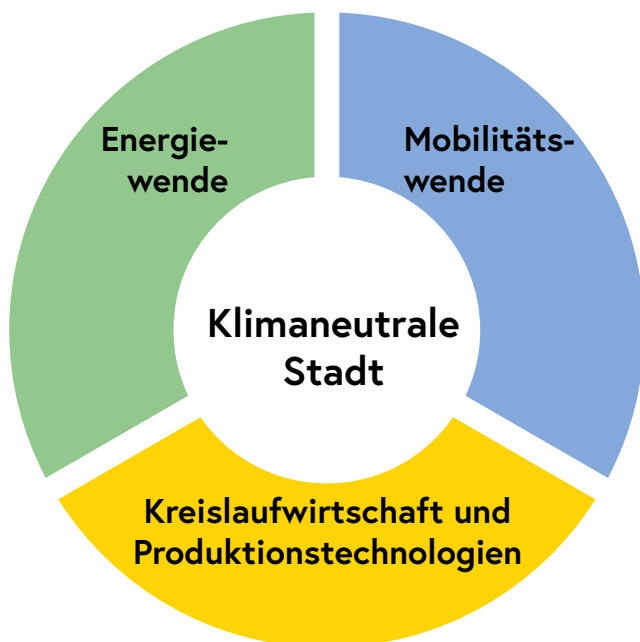 Energie-
wende
Mobilitäts-
wende
Klimaneutrale
Stadt
Kreislaufwirtschaft und
Produktionstechnologien